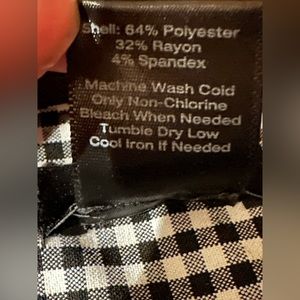 Shell: 64% Polyester
32% Rayon
4% Spandex
Machine Wash Cold
Only Non-Chlorine
Bleach When Needed
Tumble Dry Low
Cool Iron If Needed